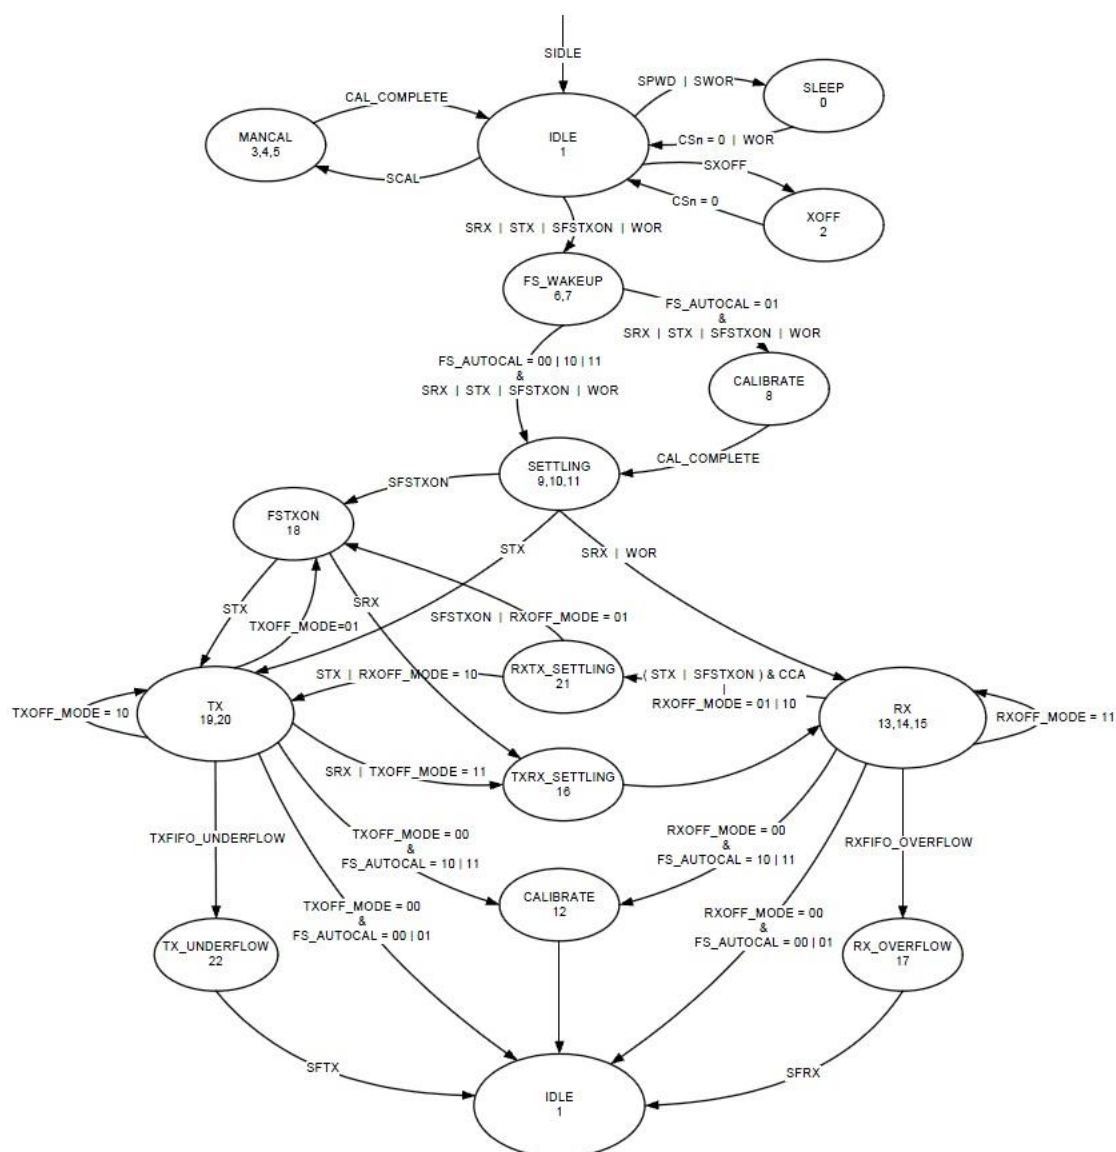 SIDLE
SPWD | SWOR
SLEEP
0
CAL_COMPLETE
MANCAL
3,4,5
IDLE
1
CSn = 0 | WOR
SXOFF
SCAL
CSn = 0
XOFF
2
SRX | STX | SFSTXON | WOR
FS_WAKEUP
6,7
FS_AUTOCAL = 01
&
SRX | STX | SFSTXON | WOR
FS_AUTOCAL = 00 | 10 | 11
&
SRX | STX | SFSTXON | WOR
CALIBRATE
8
CAL_COMPLETE
SETTLING
9,10,11
SFSTXON
FSTXON
18
STX
SRX | WOR
STX
SRX
TXOFF_MODE=01
SFSTXON | RXOFF_MODE = 01
STX | RXOFF_MODE = 10
RXTX_SETTLING
21
( STX | SFSTXON ) & CCA
|
RXOFF_MODE = 01 | 10
TXOFF_MODE = 10
TX
19,20
RX
13,14,15
RXOFF_MODE = 11
SRX | TXOFF_MODE = 11
TXRX_SETTLING
16
TXFIFO_UNDERFLOW
TXOFF_MODE = 00
&
FS_AUTOCAL = 10 | 11
RXOFF_MODE = 00
&
FS_AUTOCAL = 10 | 11
RXFIFO_OVERFLOW
CALIBRATE
12
TXOFF_MODE = 00
&
FS_AUTOCAL = 00 | 01
RXOFF_MODE = 00
&
FS_AUTOCAL = 00 | 01
TX_UNDERFLOW
22
RX_OVERFLOW
17
SFTX
SFRX
IDLE
1